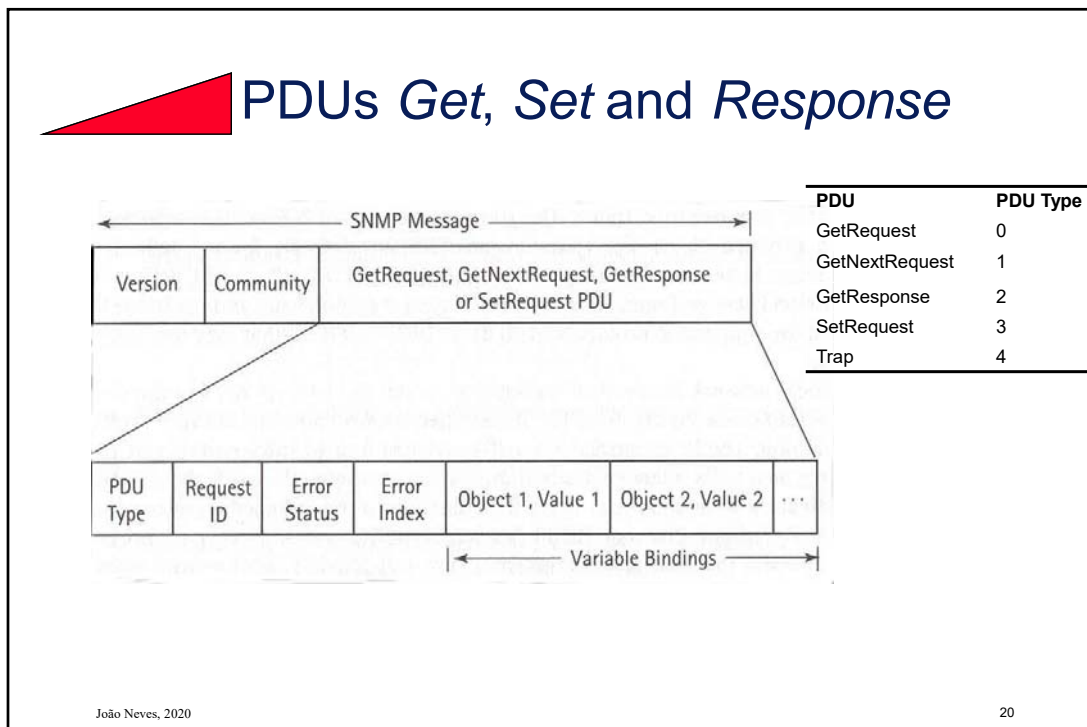 PDUs Get, Set and Response
SNMP Message
Version
Community
GetRequest, GetNextRequest, GetResponse
or SetRequest PDU
PDU
Type
Request
ID
Error
Status
Error
Index
Object 1, Value 1
Object 2, Value 2
...
Variable Bindings
PDU PDU Type
GetRequest 0
GetNextRequest 1
GetResponse 2
SetRequest 3
Trap 4
João Neves, 2020
20